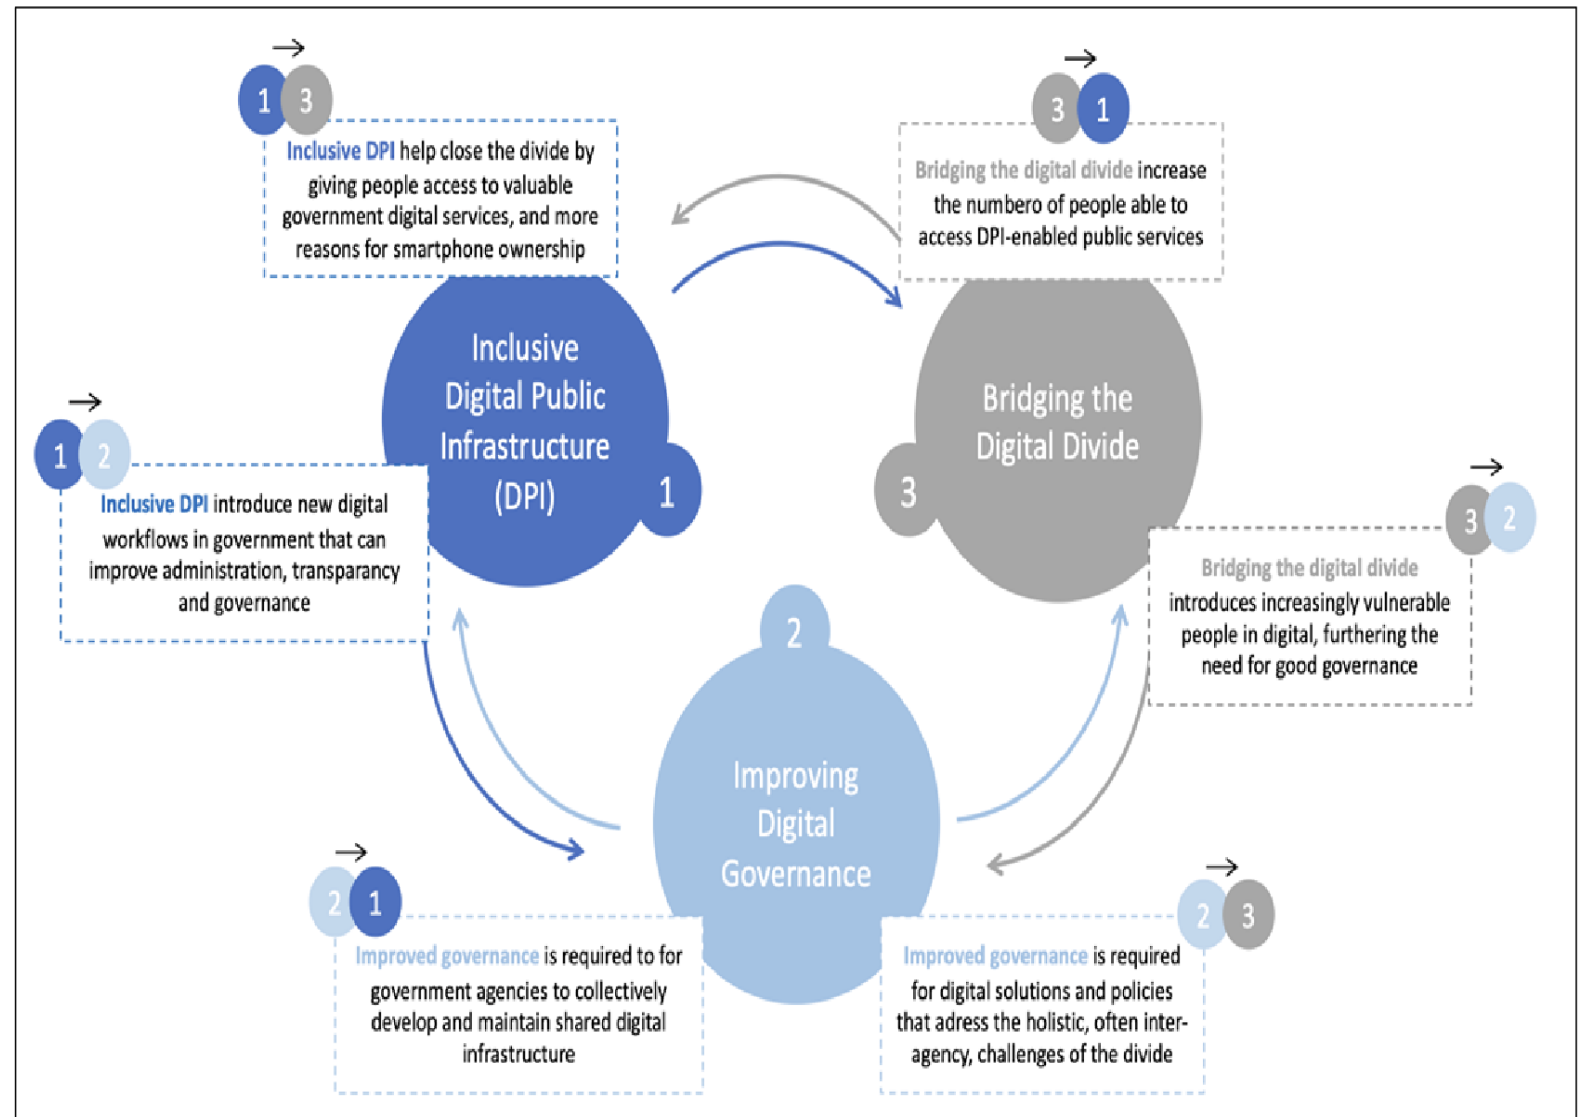 →
1 3
Inclusive DPI help close the divide by
giving people access to valuable
government digital services, and more
reasons for smartphone ownership
→
3 1
Bridging the digital divide increase
the numbero of people able to
access DPI-enabled public services
Inclusive
Digital Public
Infrastructure
(DPI)
1
Bridging the
Digital Divide
3
→
1 2
Inclusive DPI introduce new digital
workflows in government that can
improve administration, transparancy
and governance
→
3 2
Bridging the digital divide
introduces increasingly vulnerable
people in digital, furthering the
need for good governance
2
Improving
Digital
Governance
→
2 1
Improved governance is required to for
government agencies to collectively
develop and maintain shared digital
infrastructure
→
2 3
Improved governance is required
for digital solutions and policies
that adress the holistic, often inter-
agency, challenges of the divide